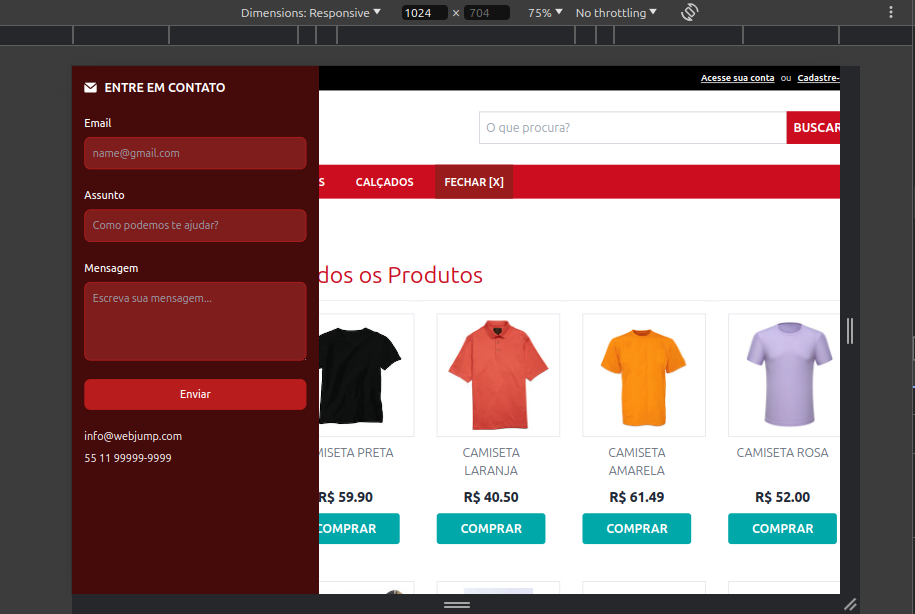 Dimensions: Responsive 1024 × 704 75% No throttling
ENTRE EM CONTATO
Email
name@gmail.com
Assunto
Como podemos te ajudar?
Mensagem
Escreva sua mensagem...
Enviar
info@webjump.com
55 11 99999-9999
Acesse sua conta ou Cadastre-
O que procura? BUSCAR
S CALÇADOS FECHAR [X]
dos os Produtos
MISETA PRETA
R$ 59.90
COMPRAR
CAMISETA
LARANJA
R$ 40.50
COMPRAR
CAMISETA
AMARELA
R$ 61.49
COMPRAR
CAMISETA ROSA
R$ 52.00
COMPRAR